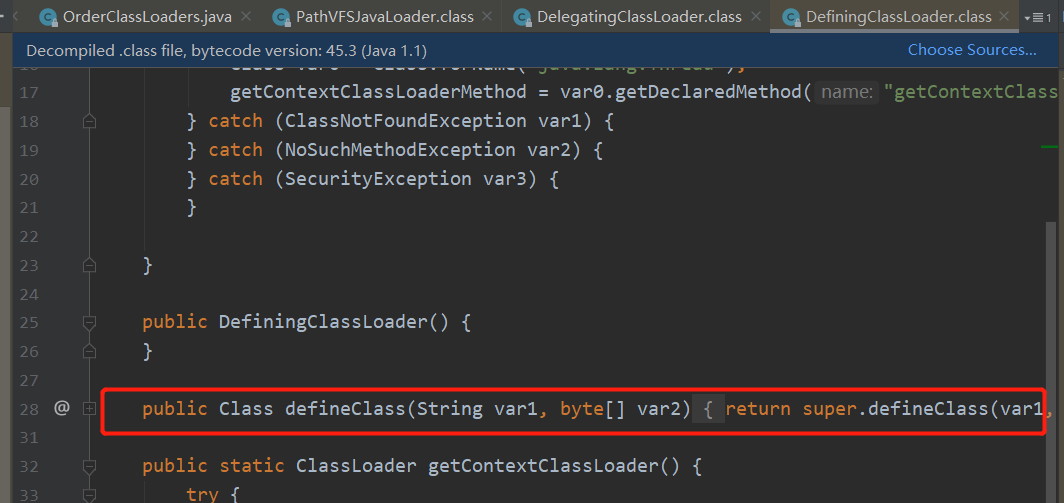 OrderClassLoaders.java × PathVFSJavaLoader.class × DelegatingClassLoader.class × DefiningClassLoader.class × 1
Decompiled .class file, bytecode version: 45.3 (Java 1.1) Choose Sources...
17 getContextClassLoaderMethod = var0.getDeclaredMethod( name: "getContextClass
18 } catch (ClassNotFoundException var1) {
19 } catch (NoSuchMethodException var2) {
20 } catch (SecurityException var3) {
21 }
22
23 }
24
25 public DefiningClassLoader() {
26 }
27
28 @ public Class defineClass(String var1, byte[] var2) { return super.defineClass(var1,
31
32 public static ClassLoader getContextClassLoader() {
33 try {